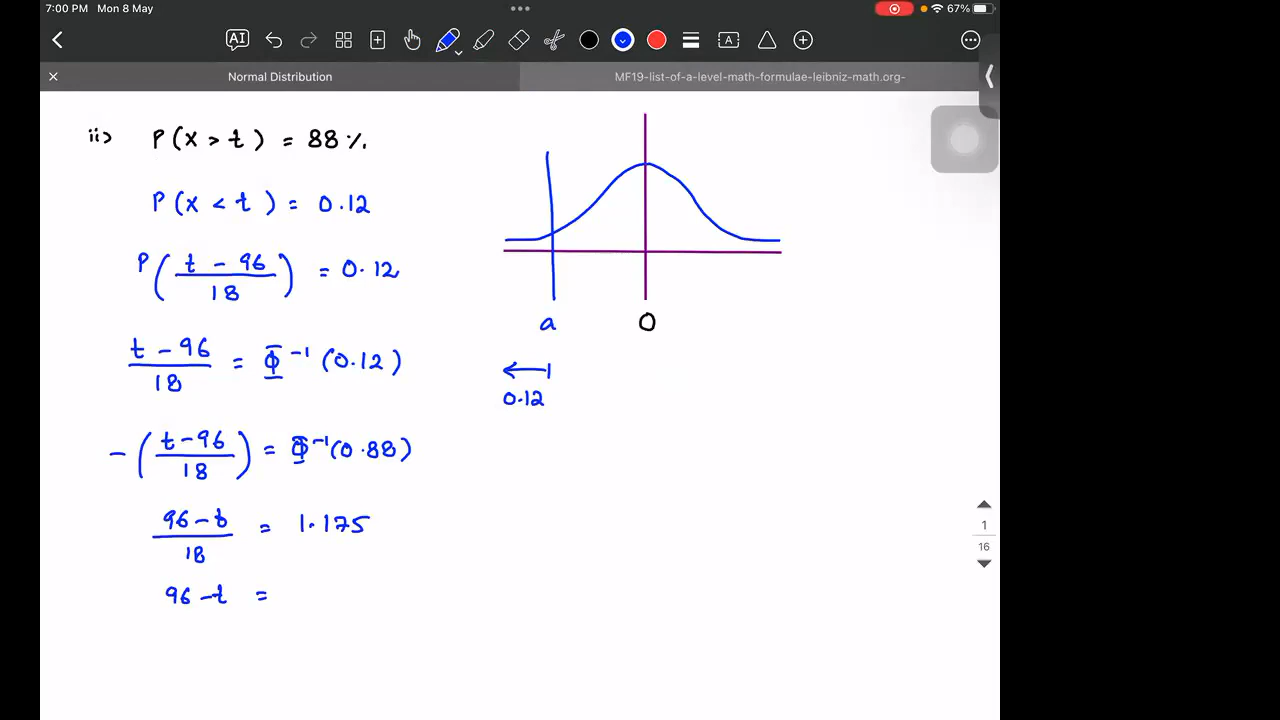 7:00 PM Mon 8 May
67%
AI
A
Normal Distribution
MF19-list-of-a-level-math-formulae-leibniz-math.org-
ii) P(X > t) = 88 %.
P(X < t) = 0.12
P((t - 96)/18) = 0.12
(t - 96)/18 = Φ⁻¹(0.12)
-((t - 96)/18) = Φ⁻¹(0.88)
(96 - t)/18 = 1.175
96 - t =
a
0
0.12
1
16